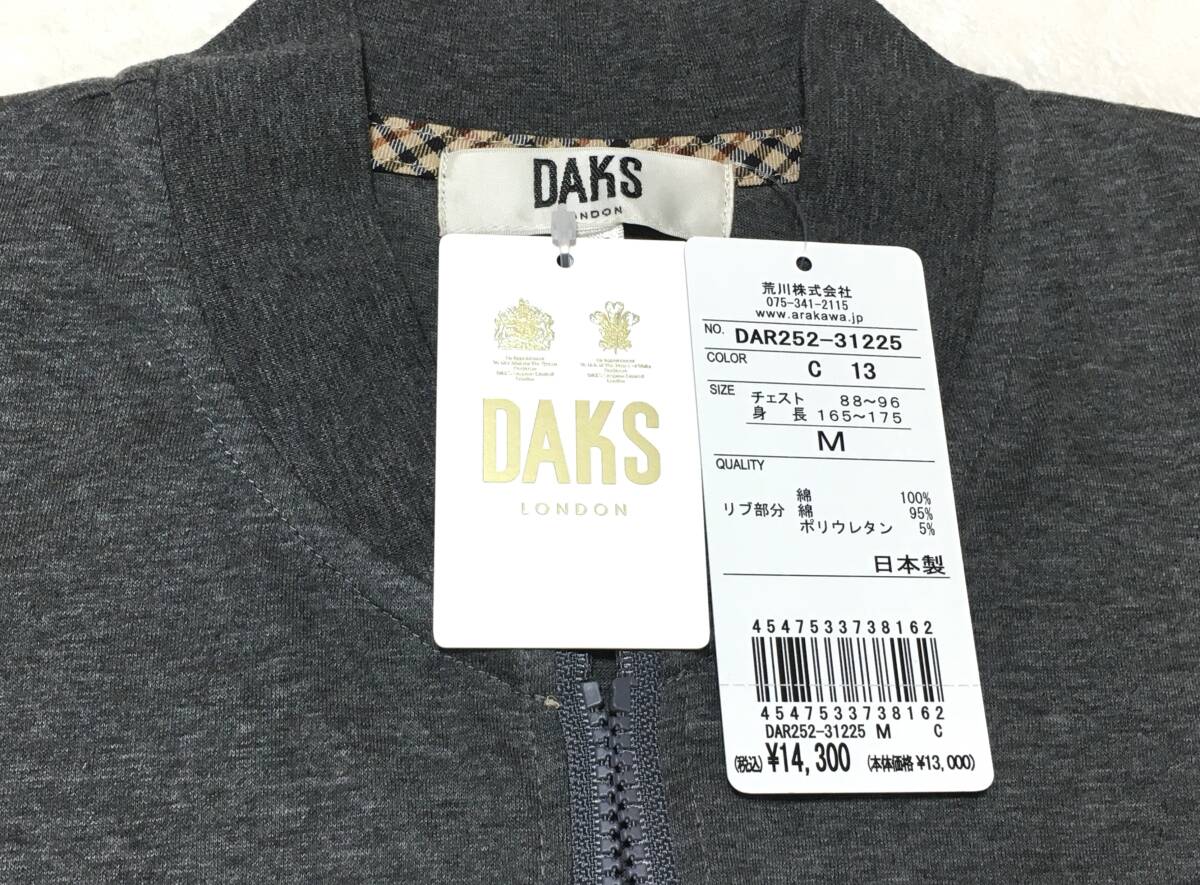 DAKS
LONDON
By Appointment
DAKS
LONDON
荒川株式会社
075-341-2115
www.arakawa.jp
NO. DAR252-31225
COLOR C 13
SIZE チェスト 88~96
身 長 165~175
M
QUALITY
綿 100%
リブ部分 綿 95%
ポリウレタン 5%
日本製
4547533738162
4547533738162
DAR252-31225 M C
(税込) ¥14,300 (本体価格 ¥13,000)